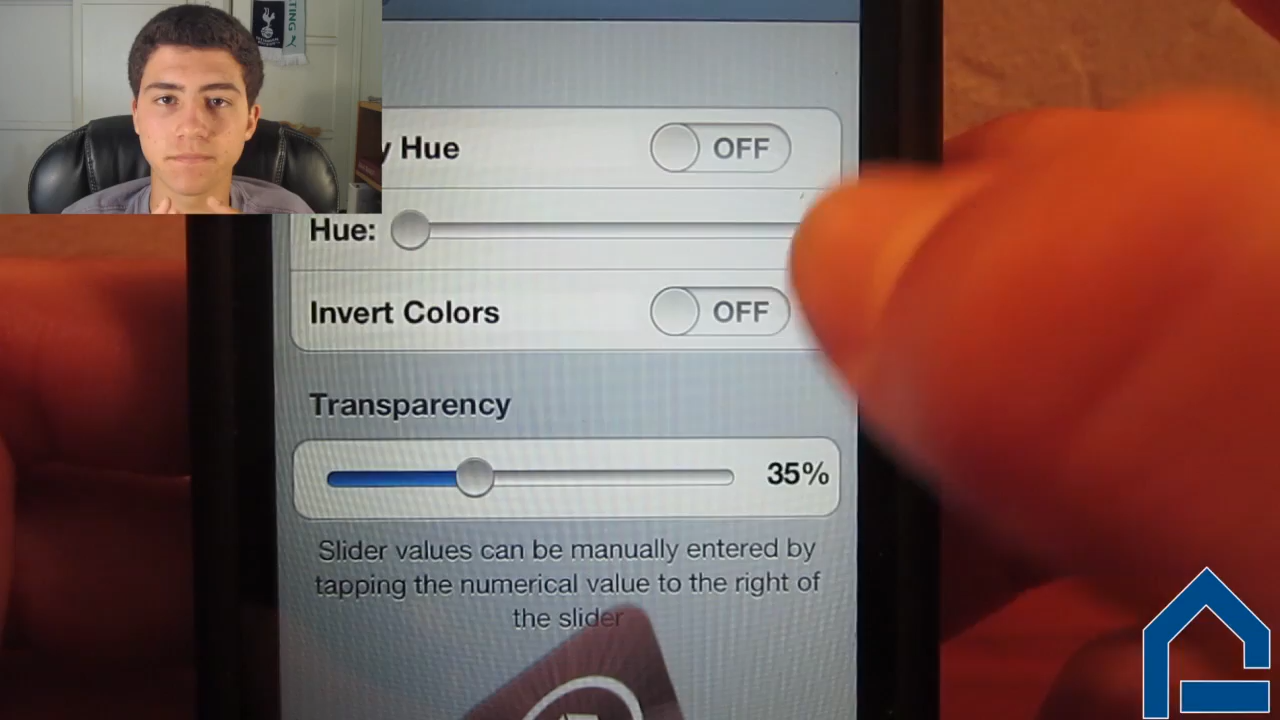 Hue
OFF
Hue:
Invert Colors
OFF
Transparency
35%
Slider values can be manually entered by
tapping the numerical value to the right of
the slider